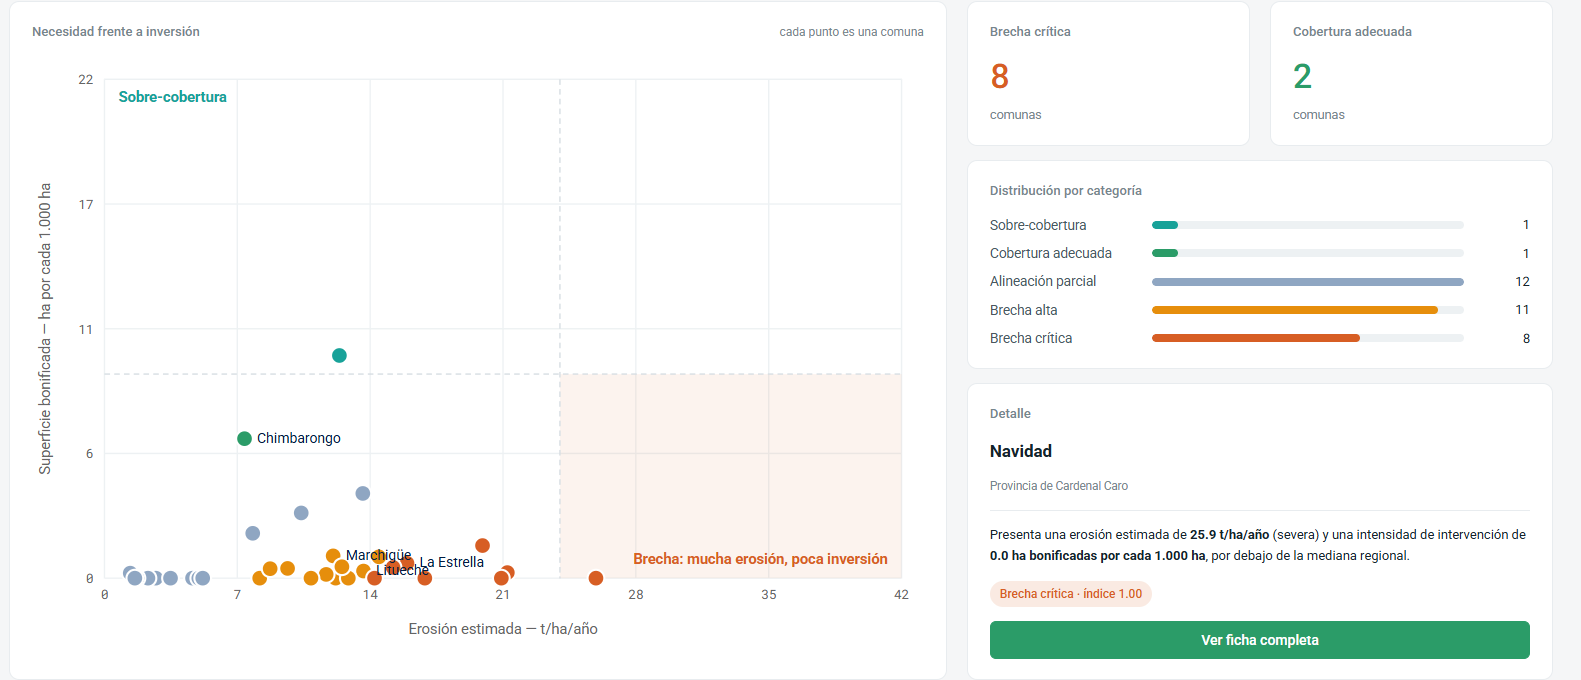 Necesidad frente a inversión
cada punto es una comuna
22
17
11
6
0
Superficie bonificada — ha por cada 1.000 ha
Sobre-cobertura
Chimbarongo
Marchigüe
La Estrella
Litueche
Brecha: mucha erosión, poca inversión
0
7
14
21
28
35
42
Erosión estimada — t/ha/año
Brecha crítica
8
comunas
Cobertura adecuada
2
comunas
Distribución por categoría
Sobre-cobertura 1
Cobertura adecuada 1
Alineación parcial 12
Brecha alta 11
Brecha crítica 8
Detalle
Navidad
Provincia de Cardenal Caro
Presenta una erosión estimada de 25.9 t/ha/año (severa) y una intensidad de intervención de
0.0 ha bonificadas por cada 1.000 ha, por debajo de la mediana regional.
Brecha crítica · índice 1.00
Ver ficha completa